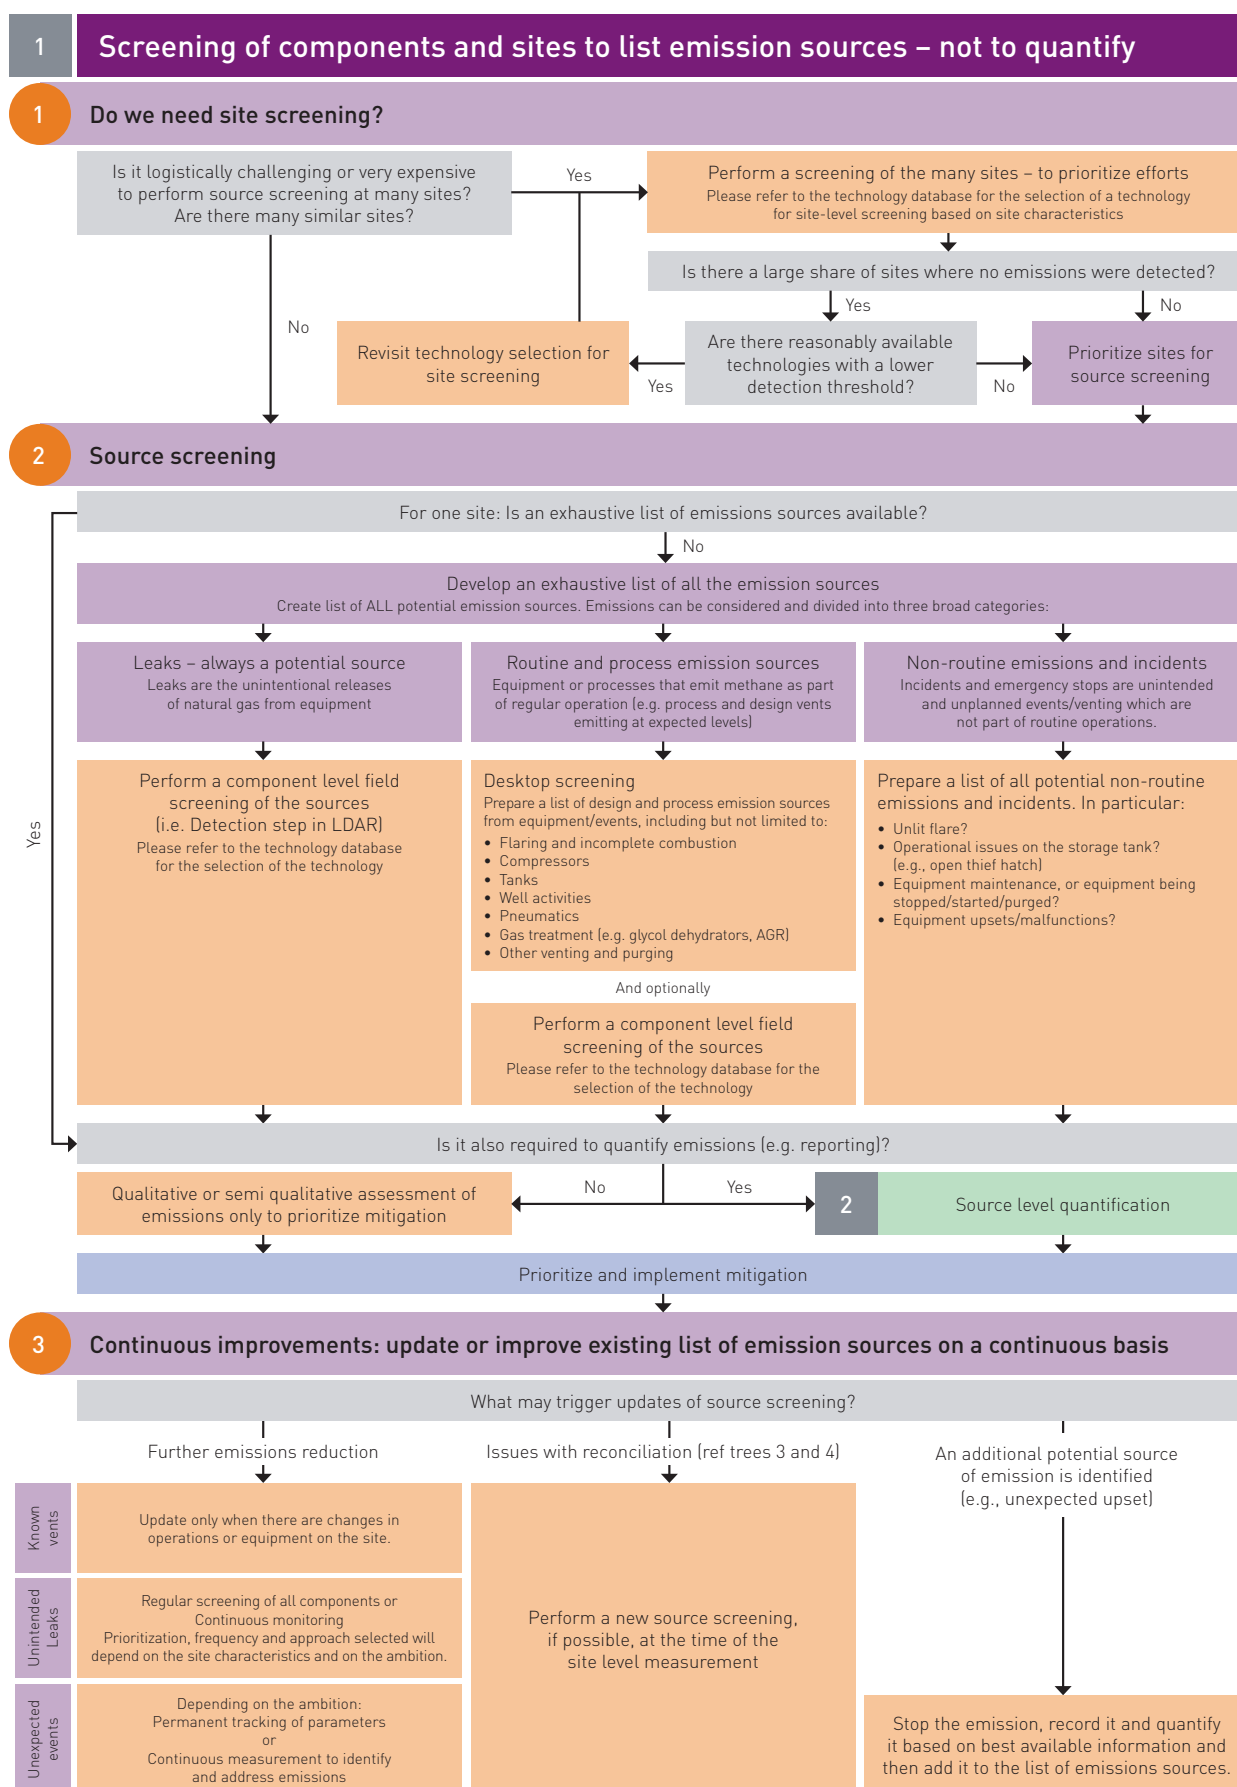 1
Screening of components and sites to list emission sources – not to quantify
1
Do we need site screening?
Is it logistically challenging or very expensive
to perform source screening at many sites?
Are there many similar sites?
Yes
Perform a screening of the many sites – to prioritize efforts
Please refer to the technology database for the selection of a technology
for site-level screening based on site characteristics
Is there a large share of sites where no emissions were detected?
Yes
No
No
Revisit technology selection for
site screening
Yes
Are there reasonably available
technologies with a lower
detection threshold?
No
Prioritize sites for
source screening
2
Source screening
For one site: Is an exhaustive list of emissions sources available?
No
Yes
Develop an exhaustive list of all the emission sources
Create list of ALL potential emission sources. Emissions can be considered and divided into three broad categories:
Leaks – always a potential source
Leaks are the unintentional releases
of natural gas from equipment
Routine and process emission sources
Equipment or processes that emit methane as part
of regular operation (e.g. process and design vents
emitting at expected levels)
Non-routine emissions and incidents
Incidents and emergency stops are unintended
and unplanned events/venting which are
not part of routine operations.
Perform a component level field
screening of the sources
(i.e. Detection step in LDAR)
Please refer to the technology database
for the selection of the technology
Desktop screening
Prepare a list of design and process emission sources
from equipment/events, including but not limited to:
• Flaring and incomplete combustion
• Compressors
• Tanks
• Well activities
• Pneumatics
• Gas treatment (e.g. glycol dehydrators, AGR)
• Other venting and purging
And optionally
Perform a component level field
screening of the sources
Please refer to the technology database for the
selection of the technology
Prepare a list of all potential non-routine
emissions and incidents. In particular:
• Unlit flare?
• Operational issues on the storage tank?
(e.g., open thief hatch)
• Equipment maintenance, or equipment being
stopped/started/purged?
• Equipment upsets/malfunctions?
Is it also required to quantify emissions (e.g. reporting)?
Qualitative or semi qualitative assessment of
emissions only to prioritize mitigation
No
Yes
2
Source level quantification
Prioritize and implement mitigation
3
Continuous improvements: update or improve existing list of emission sources on a continuous basis
What may trigger updates of source screening?
Further emissions reduction
Issues with reconciliation (ref trees 3 and 4)
An additional potential source
of emission is identified
(e.g., unexpected upset)
Known
vents
Update only when there are changes in
operations or equipment on the site.
Unintended
Leaks
Regular screening of all components or
Continuous monitoring
Prioritization, frequency and approach selected will
depend on the site characteristics and on the ambition.
Unexpected
events
Depending on the ambition:
Permanent tracking of parameters
or
Continuous measurement to identify
and address emissions
Perform a new source screening,
if possible, at the time of the
site level measurement
Stop the emission, record it and quantify
it based on best available information and
then add it to the list of emissions sources.